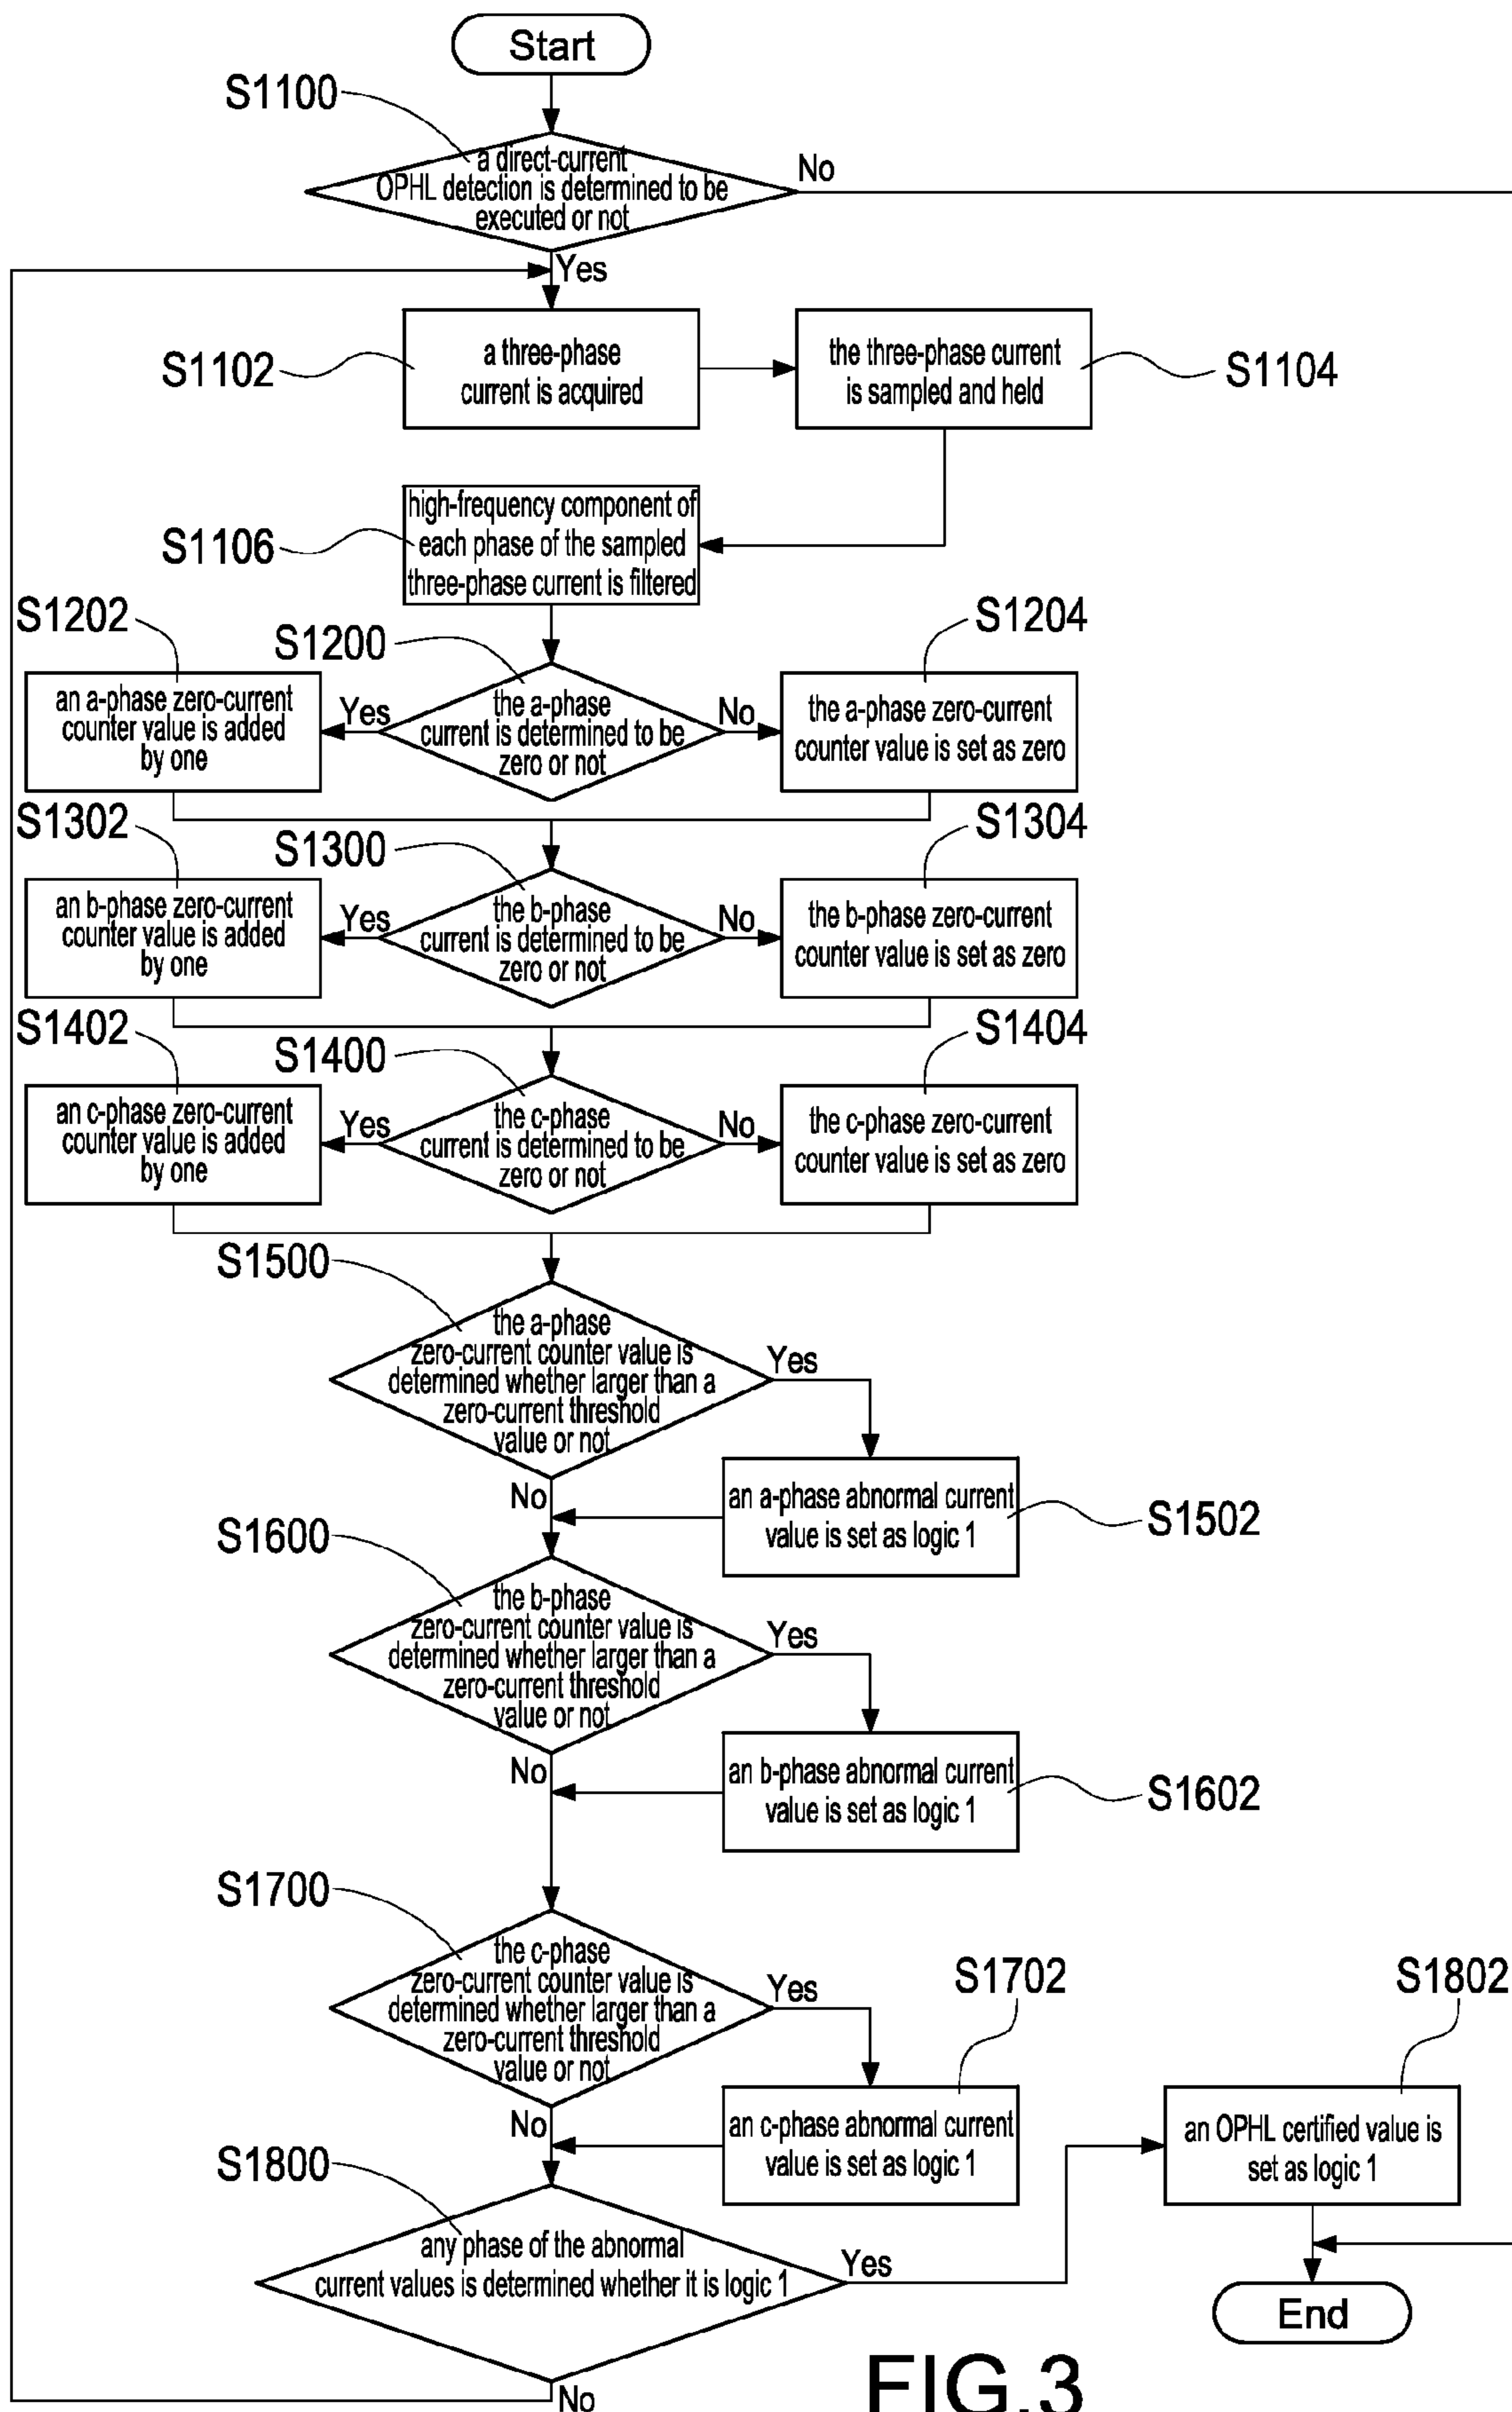 Start
S1100
a direct-current
OPHL detection is determined to be
executed or not
No
Yes
S1102
a three-phase
current is acquired
the three-phase current
is sampled and held
S1104
S1106
high-frequency component of
each phase of the sampled
three-phase current is filtered
S1202
S1200
S1204
an a-phase zero-current
counter value is added
by one
Yes
the a-phase
current is determined to be
zero or not
No
the a-phase zero-current
counter value is set as zero
S1302
S1300
S1304
an b-phase zero-current
counter value is added
by one
Yes
the b-phase
current is determined to be
zero or not
No
the b-phase zero-current
counter value is set as zero
S1402
S1400
S1404
an c-phase zero-current
counter value is added
by one
Yes
the c-phase
current is determined to be
zero or not
No
the c-phase zero-current
counter value is set as zero
S1500
the a-phase
zero-current counter value is
determined whether larger than a
zero-current threshold
value or not
Yes
No
an a-phase abnormal current
value is set as logic 1
S1502
S1600
the b-phase
zero-current counter value is
determined whether larger than a
zero-current threshold
value or not
Yes
No
an b-phase abnormal current
value is set as logic 1
S1602
S1700
the c-phase
zero-current counter value is
determined whether larger than a
zero-current threshold
value or not
Yes
S1702
S1802
No
an c-phase abnormal current
value is set as logic 1
an OPHL certified value is
set as logic 1
S1800
any phase of the abnormal
current values is determined whether it is logic 1
Yes
End
No
FIG.3